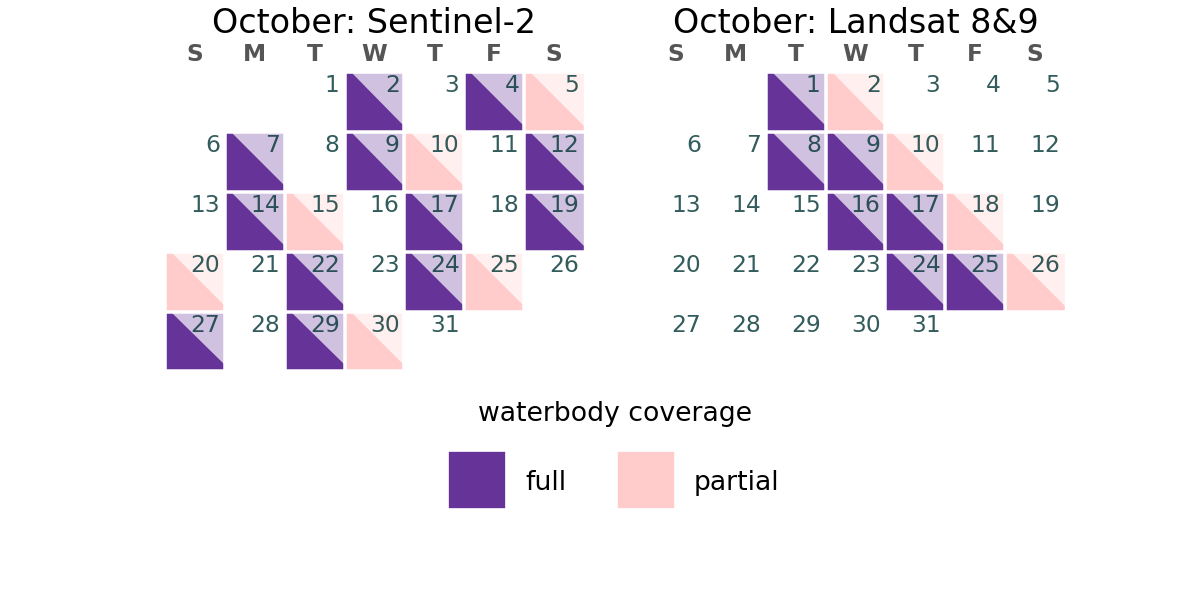 October: Sentinel-2
S M T W T F S
1 2 3 4 5
6 7 8 9 10 11 12
13 14 15 16 17 18 19
20 21 22 23 24 25 26
27 28 29 30 31
October: Landsat 8&9
S M T W T F S
1 2 3 4 5
6 7 8 9 10 11 12
13 14 15 16 17 18 19
20 21 22 23 24 25 26
27 28 29 30 31
waterbody coverage
full partial